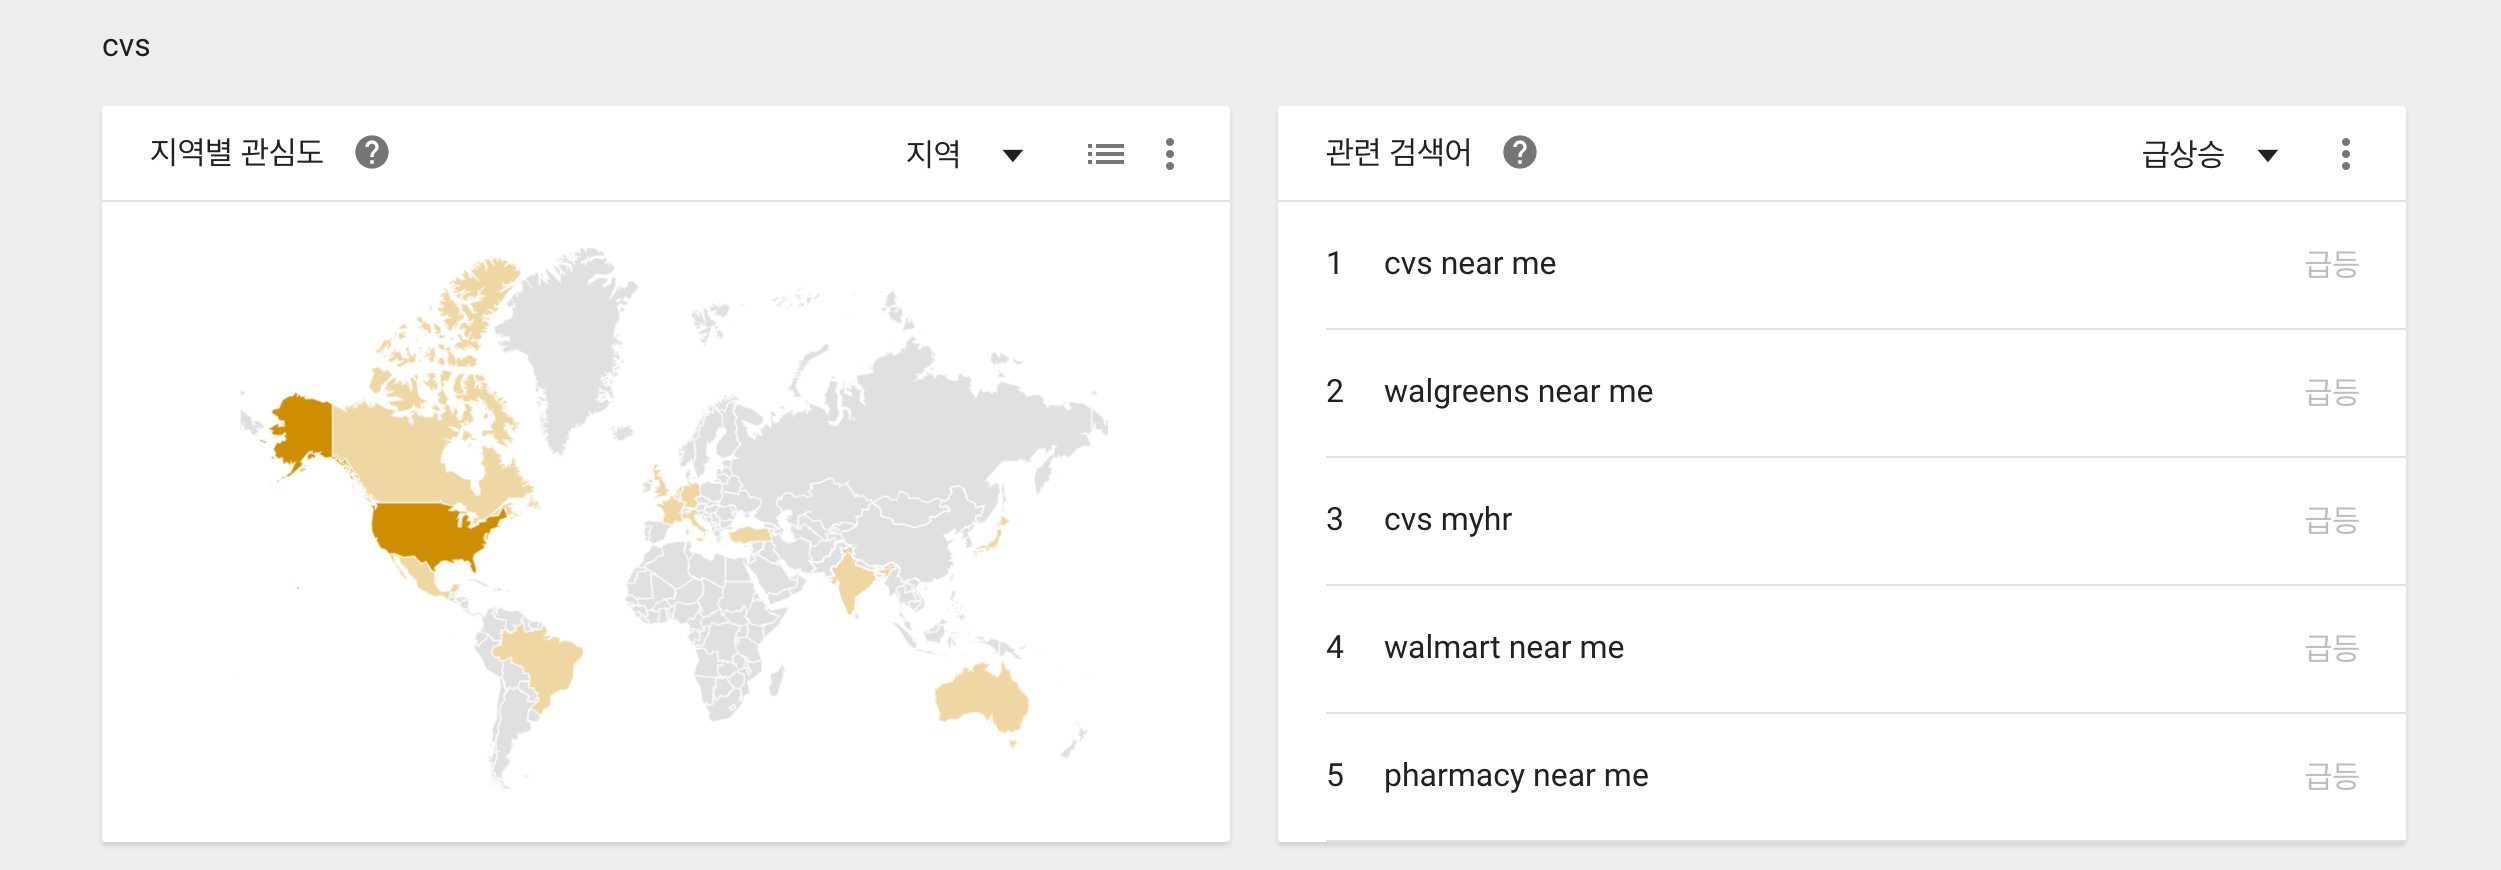 cvs
지역별 관심도
지역
관련 검색어
급상승
1 cvs near me 급등
2 walgreens near me 급등
3 cvs myhr 급등
4 walmart near me 급등
5 pharmacy near me 급등